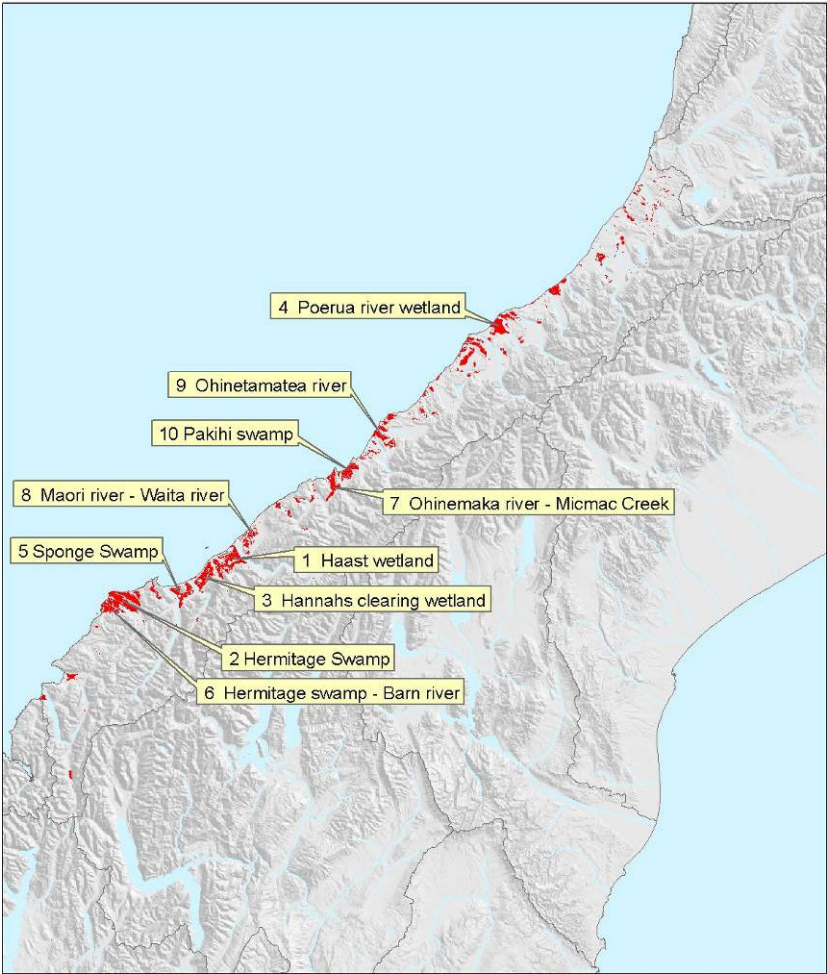 4 Poerua river wetland
9 Ohinetamatea river
10 Pakihi swamp
8 Maori river - Waita river
7 Ohinemaka river - Micmac Creek
5 Sponge Swamp
1 Haast wetland
3 Hannahs clearing wetland
2 Hermitage Swamp
6 Hermitage swamp - Barn river